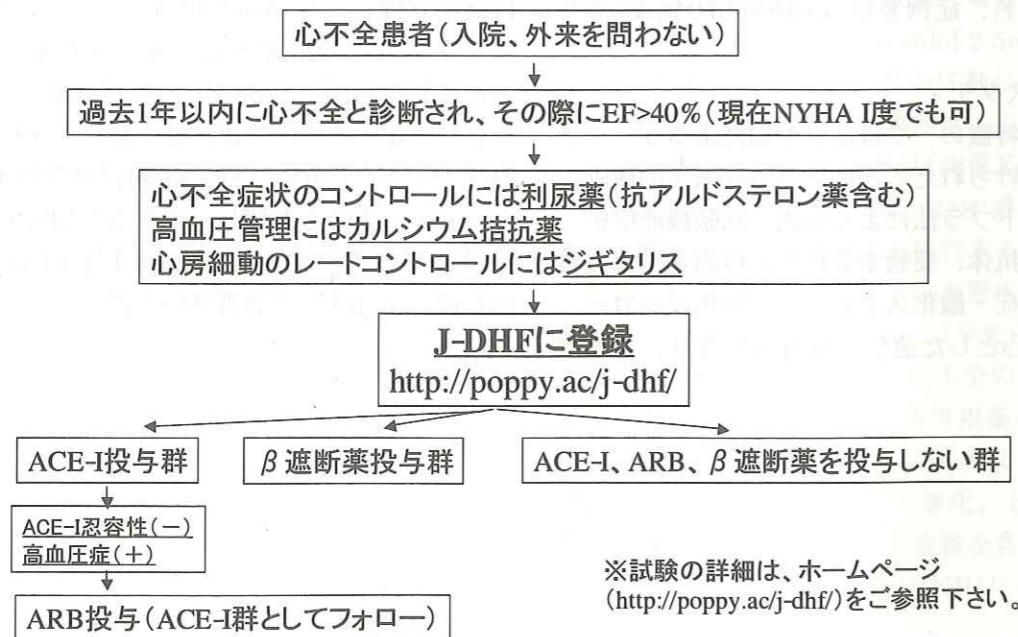 心不全患者(入院、外来を問わない)
過去1年以内に心不全と診断され、その際にEF>40%(現在NYHA I度でも可)
心不全症状のコントロールには利尿薬(抗アルドステロン薬含む)
高血圧管理にはカルシウム拮抗薬
心房細動のレートコントロールにはジギタリス
J-DHFに登録
http://poppy.ac/j-dhf/
ACE-I投与群
β遮断薬投与群
ACE-I、ARB、β遮断薬を投与しない群
ACE-I忍容性(-)
高血圧症(+)
ARB投与(ACE-I群としてフォロー)
※試験の詳細は、ホームページ
(http://poppy.ac/j-dhf/)をご参照下さい。